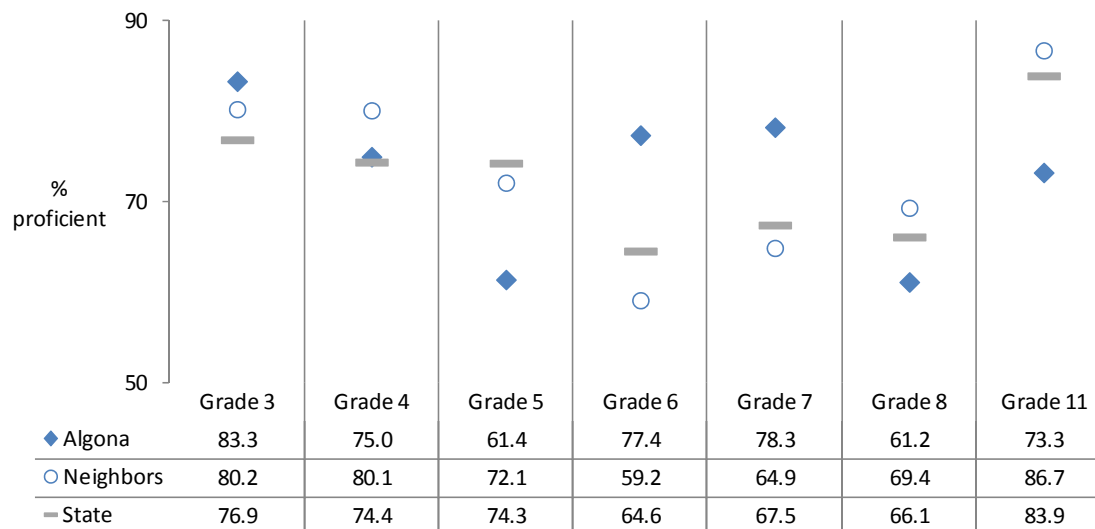 90
70
50
%
proficient
Grade 3 Grade 4 Grade 5 Grade 6 Grade 7 Grade 8 Grade 11
Algona 83.3 75.0 61.4 77.4 78.3 61.2 73.3
Neighbors 80.2 80.1 72.1 59.2 64.9 69.4 86.7
State 76.9 74.4 74.3 64.6 67.5 66.1 83.9